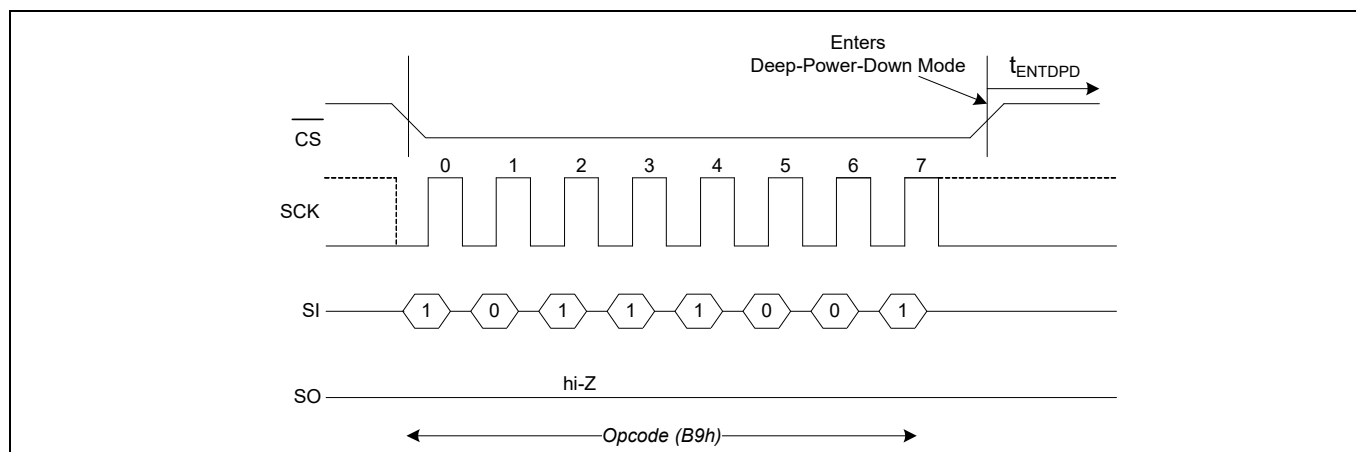 Enters
Deep-Power-Down Mode
tENTDPD
CS
0 1 2 3 4 5 6 7
SCK
SI
1 0 1 1 1 0 0 1
hi-Z
SO
Opcode (B9h)